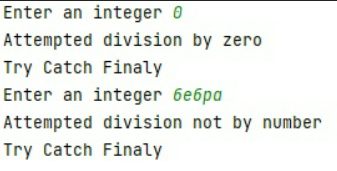 Enter an integer 0
Attempted division by zero
Try Catch Finaly
Enter an integer 6e6pa
Attempted division not by number
Try Catch Finaly